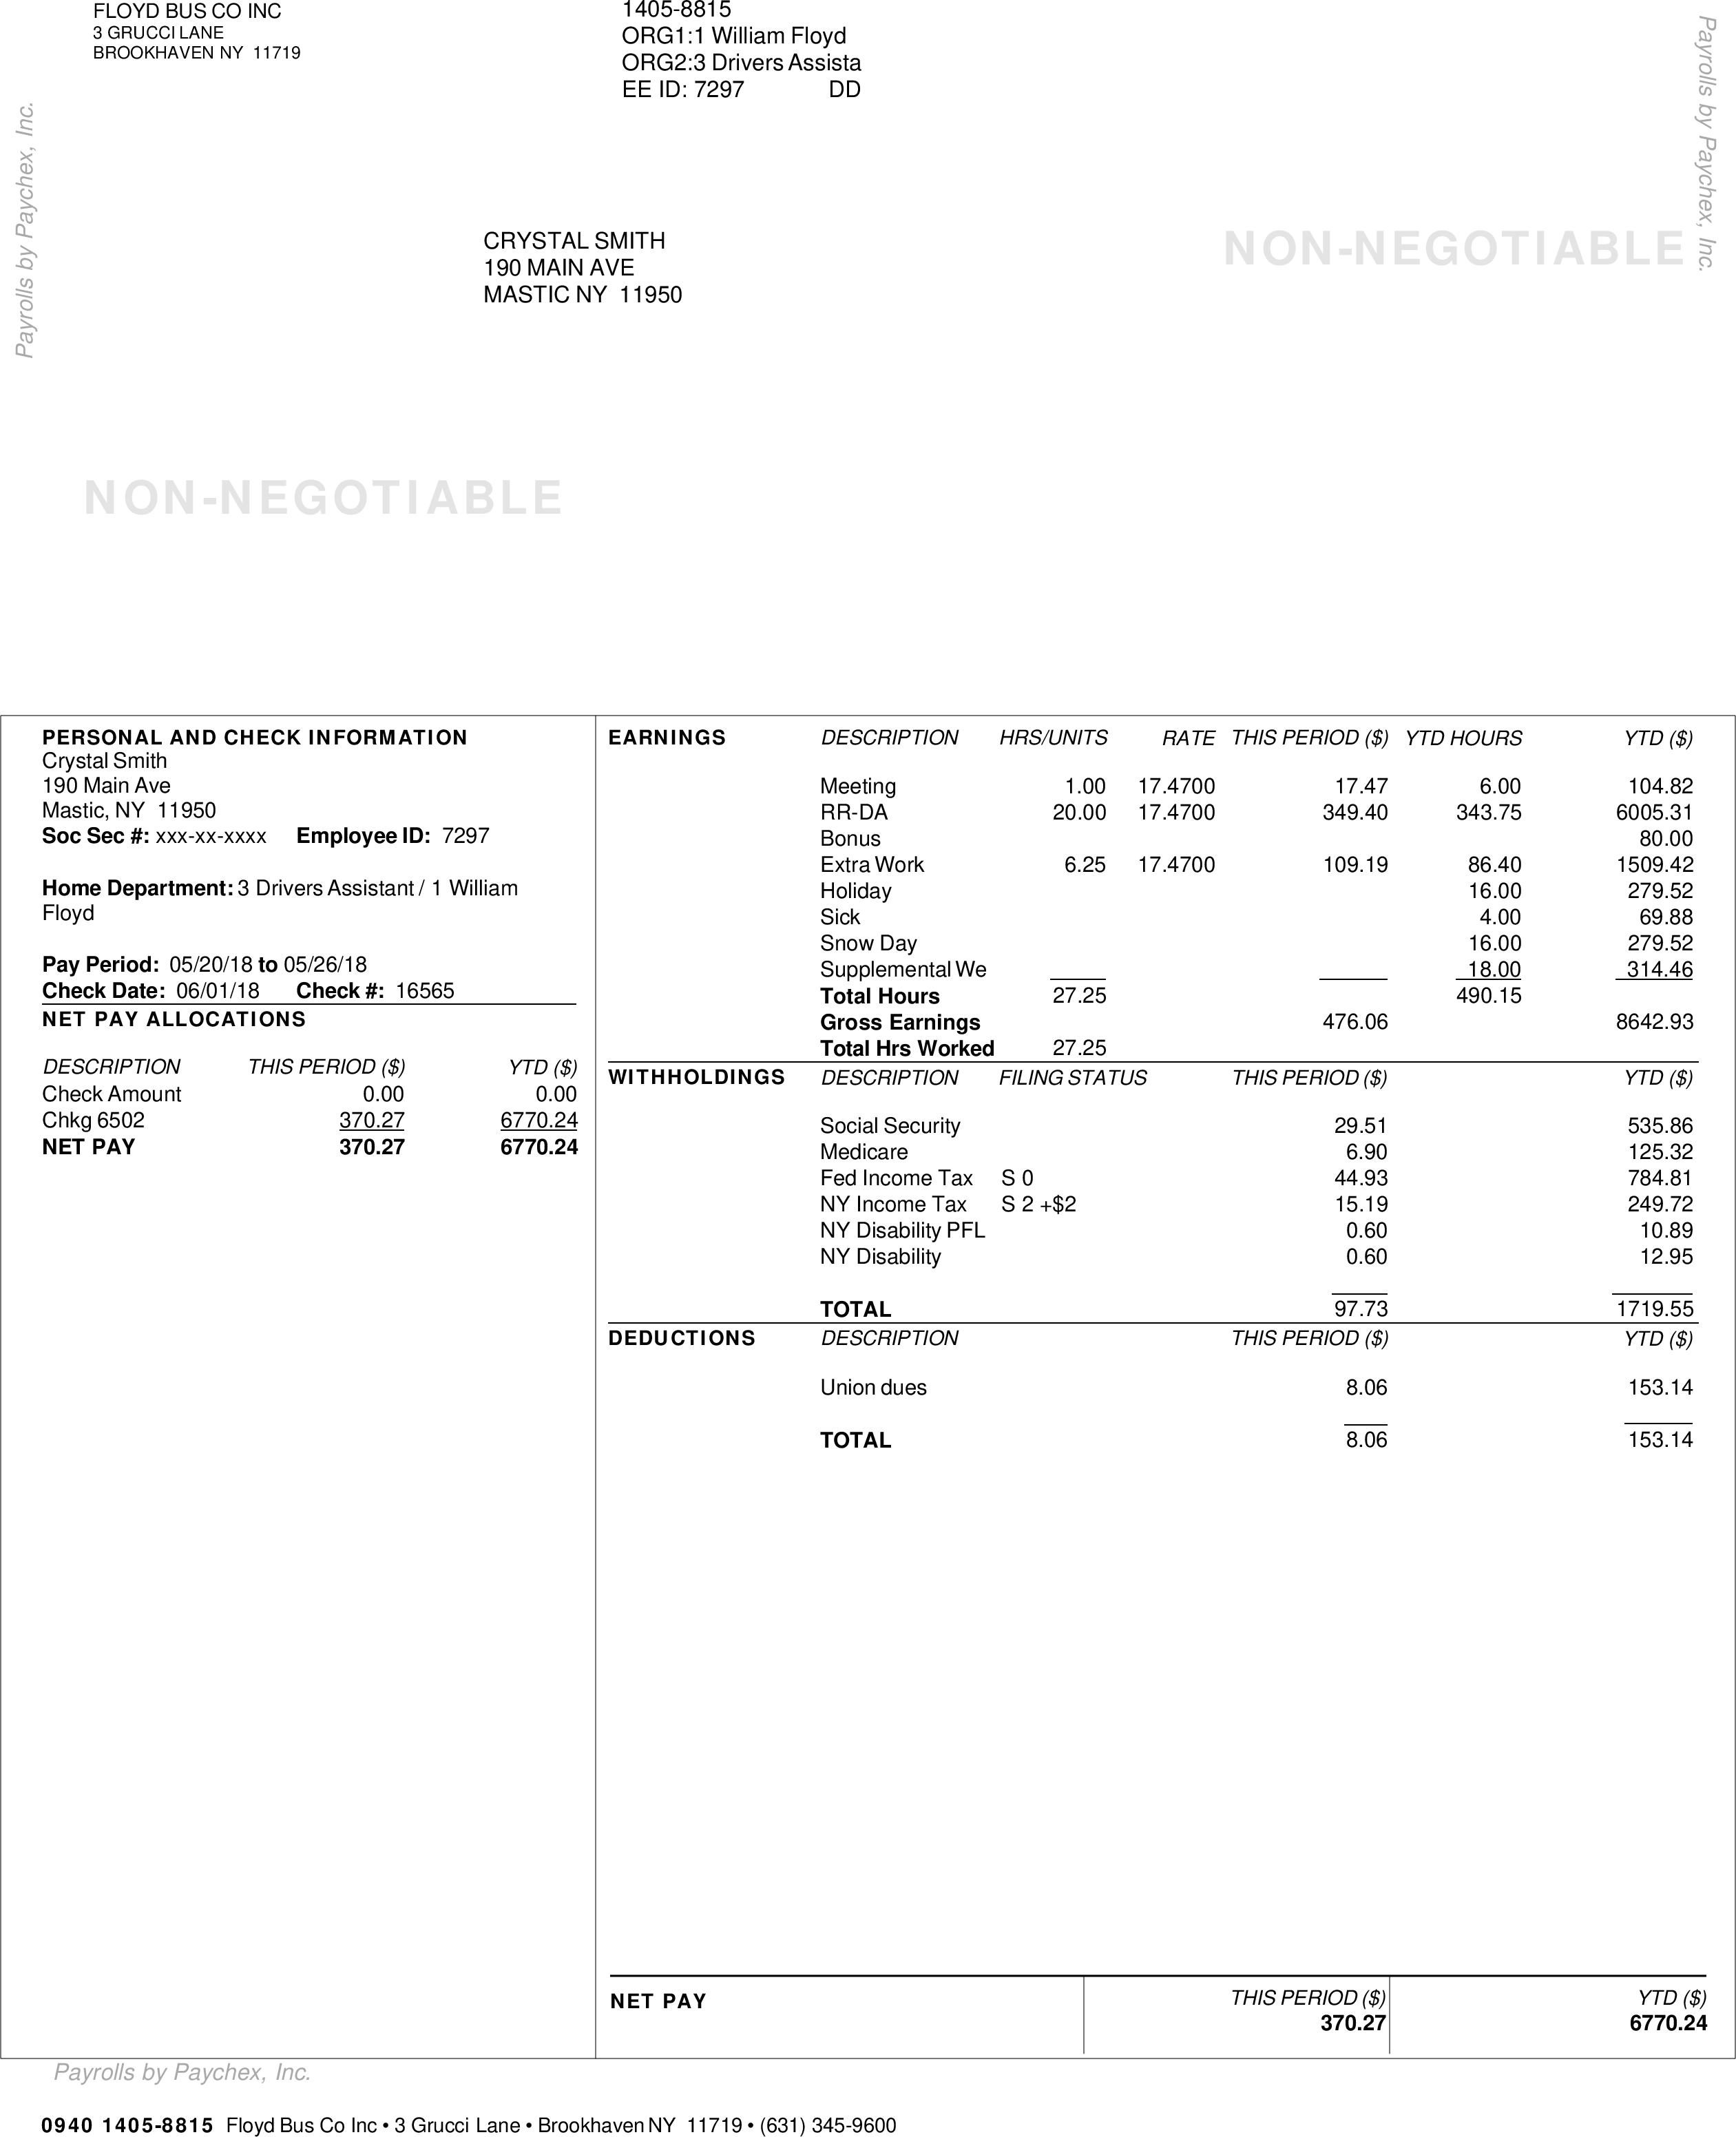 FLOYD BUS CO INC
3 GRUCCI LANE
BROOKHAVEN NY 11719
1405-8815
ORG1:1 William Floyd
ORG2:3 Drivers Assista
EE ID: 7297 DD
Payrolls by Paychex, Inc.
Payrolls by Paychex, Inc.
CRYSTAL SMITH
190 MAIN AVE
MASTIC NY 11950
NON-NEGOTIABLE
NON-NEGOTIABLE
PERSONAL AND CHECK INFORMATION
Crystal Smith
190 Main Ave
Mastic, NY 11950
Soc Sec #: xxx-xx-xxxx Employee ID: 7297
Home Department: 3 Drivers Assistant / 1 William
Floyd
Pay Period: 05/20/18 to 05/26/18
Check Date: 06/01/18 Check #: 16565
NET PAY ALLOCATIONS
DESCRIPTION THIS PERIOD ($) YTD ($)
Check Amount 0.00 0.00
Chkg 6502 370.27 6770.24
NET PAY 370.27 6770.24
EARNINGS DESCRIPTION HRS/UNITS RATE THIS PERIOD ($) YTD HOURS YTD ($)
Meeting 1.00 17.4700 17.47 6.00 104.82
RR-DA 20.00 17.4700 349.40 343.75 6005.31
Bonus 80.00
Extra Work 6.25 17.4700 109.19 86.40 1509.42
Holiday 16.00 279.52
Sick 4.00 69.88
Snow Day 16.00 279.52
Supplemental We 18.00 314.46
Total Hours 27.25 490.15
Gross Earnings 476.06 8642.93
Total Hrs Worked 27.25
WITHHOLDINGS DESCRIPTION FILING STATUS THIS PERIOD ($) YTD ($)
Social Security 29.51 535.86
Medicare 6.90 125.32
Fed Income Tax S 0 44.93 784.81
NY Income Tax S 2 +$2 15.19 249.72
NY Disability PFL 0.60 10.89
NY Disability 0.60 12.95
TOTAL 97.73 1719.55
DEDUCTIONS DESCRIPTION THIS PERIOD ($) YTD ($)
Union dues 8.06 153.14
TOTAL 8.06 153.14
NET PAY THIS PERIOD ($) YTD ($)
370.27 6770.24
Payrolls by Paychex, Inc.
0940 1405-8815 Floyd Bus Co Inc • 3 Grucci Lane • Brookhaven NY 11719 • (631) 345-9600